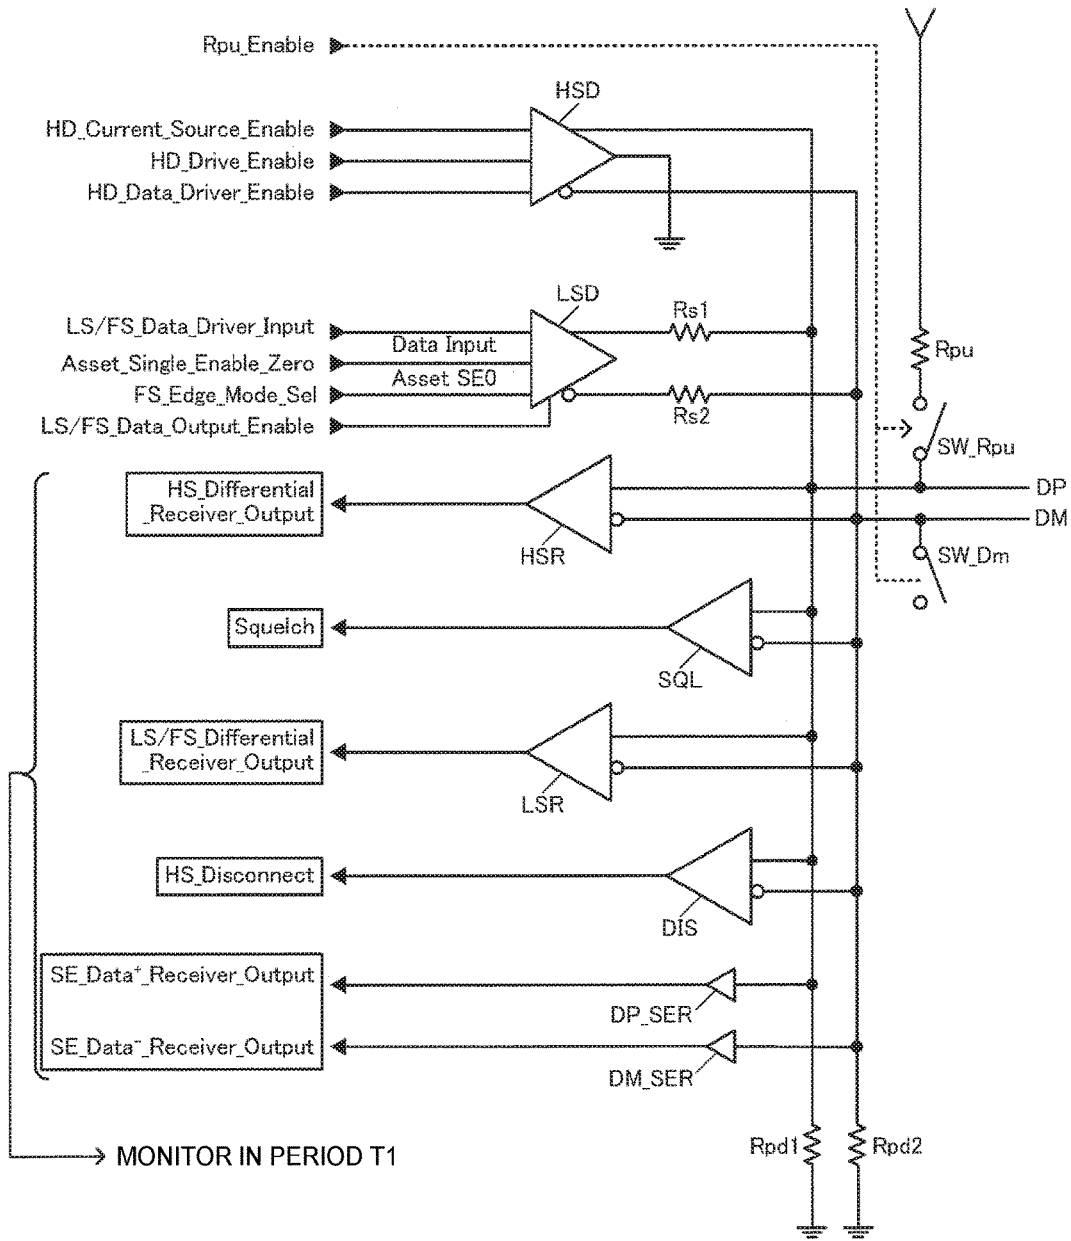 Rpu_Enable
HSD
HD_Current_Source_Enable
HD_Drive_Enable
HD_Data_Driver_Enable
LSD
Rs1
LS/FS_Data_Driver_Input
Data Input
Asset_Single_Enable_Zero
Asset SE0
FS_Edge_Mode_Sel
Rs2
LS/FS_Data_Output_Enable
Rpu
SW_Rpu
HS_Differential
_Receiver_Output
HSR
DP
DM
SW_Dm
Squelch
SQL
LS/FS_Differential
_Receiver_Output
LSR
HS_Disconnect
DIS
SE_Data⁺_Receiver_Output
DP_SER
SE_Data⁻_Receiver_Output
DM_SER
Rpd1
Rpd2
MONITOR IN PERIOD T1